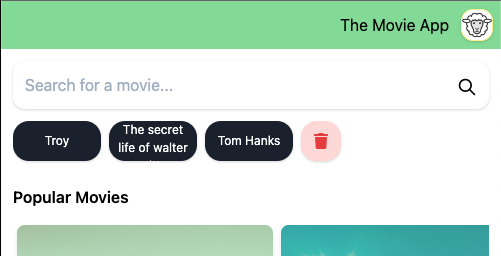 The Movie App
Search for a movie...
Troy
The secret
life of walter
Tom Hanks
Popular Movies